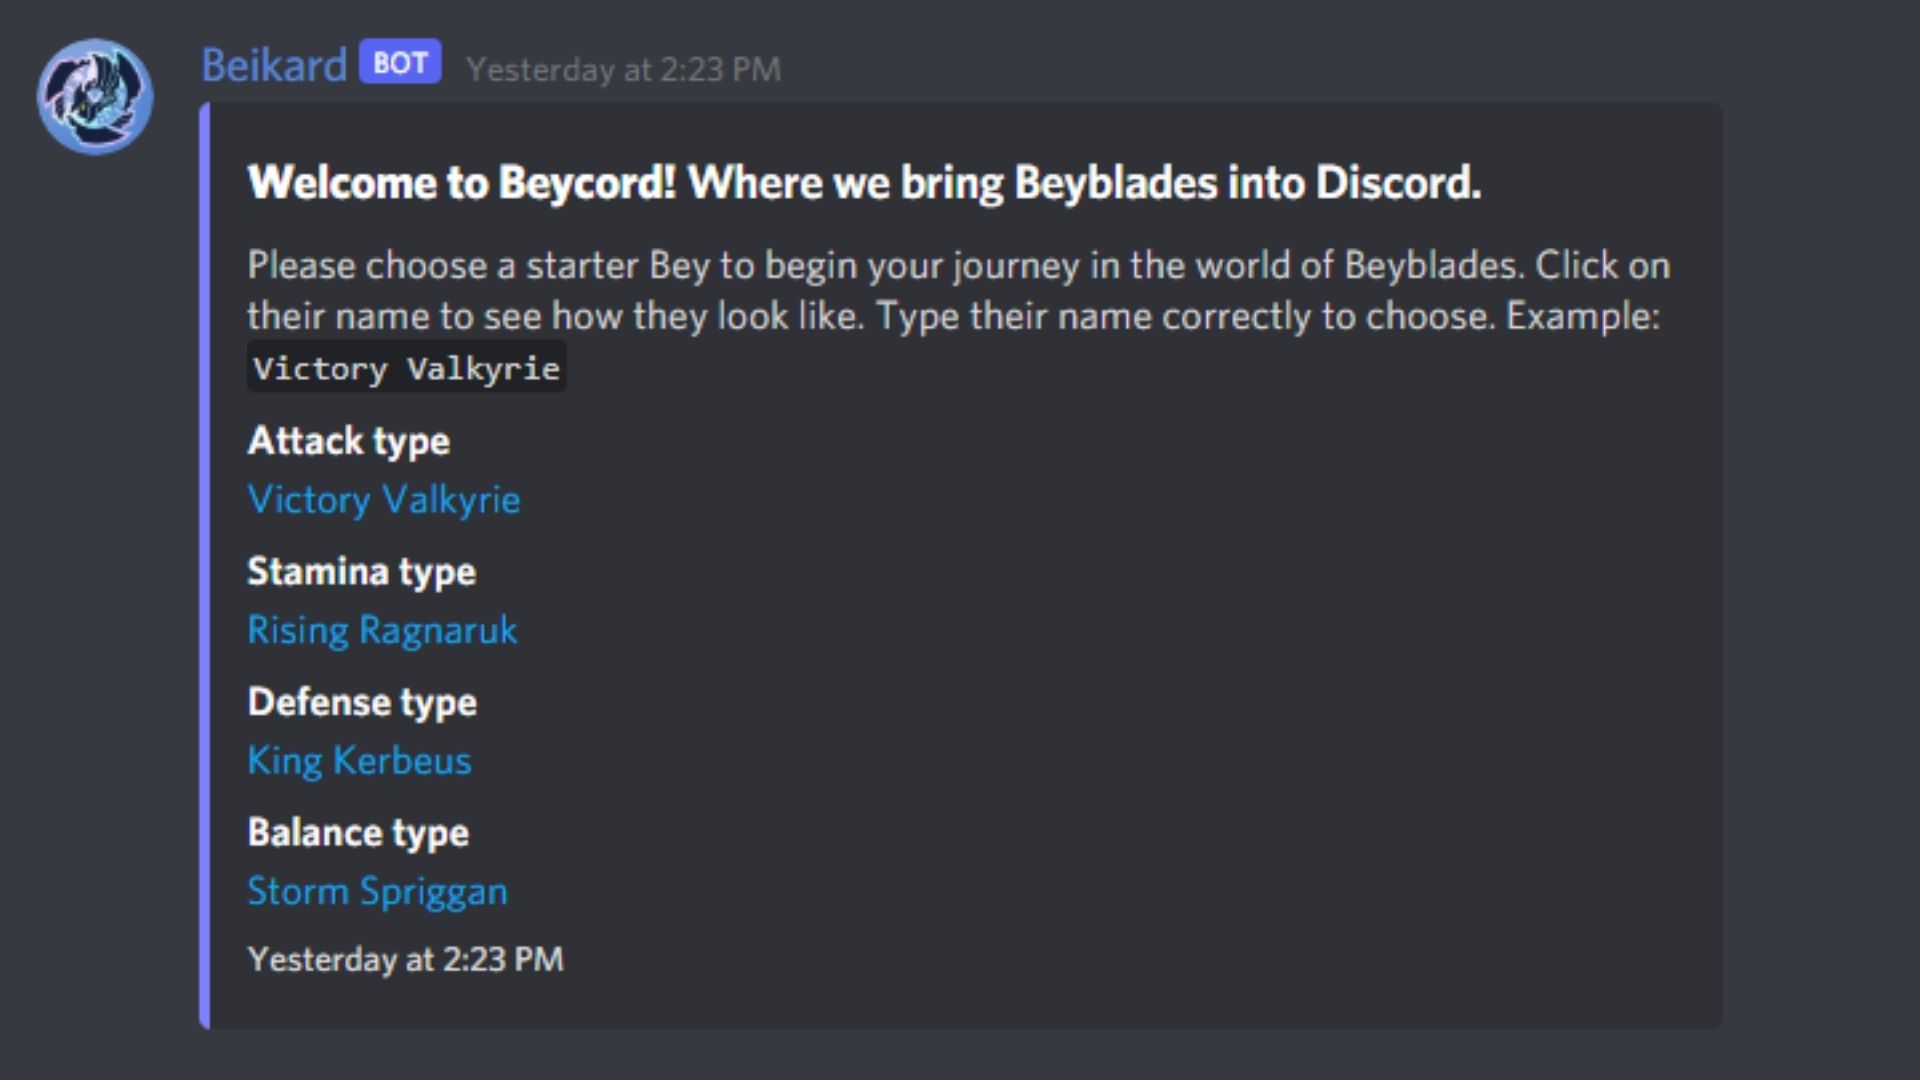 Beikard BOT Yesterday at 2:23 PM
Welcome to Beycord! Where we bring Beyblades into Discord.
Please choose a starter Bey to begin your journey in the world of Beyblades. Click on
their name to see how they look like. Type their name correctly to choose. Example:
Victory Valkyrie
Attack type
Victory Valkyrie
Stamina type
Rising Ragnaruk
Defense type
King Kerbeus
Balance type
Storm Spriggan
Yesterday at 2:23 PM